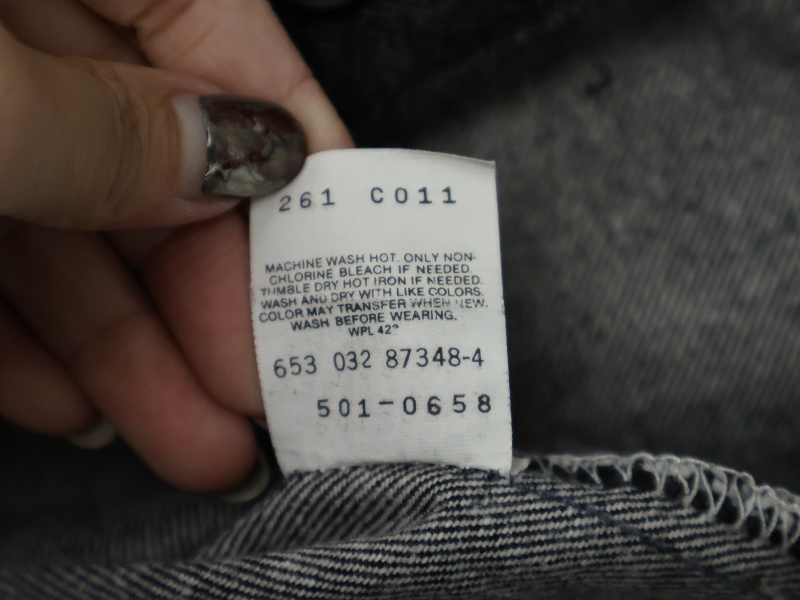 261 C011
MACHINE WASH HOT. ONLY NON-
CHLORINE BLEACH IF NEEDED.
TUMBLE DRY HOT IRON IF NEEDED.
WASH AND DRY WITH LIKE COLORS.
COLOR MAY TRANSFER WHEN NEW.
WASH BEFORE WEARING.
WPL 423
653 032 87348-4
501-0658